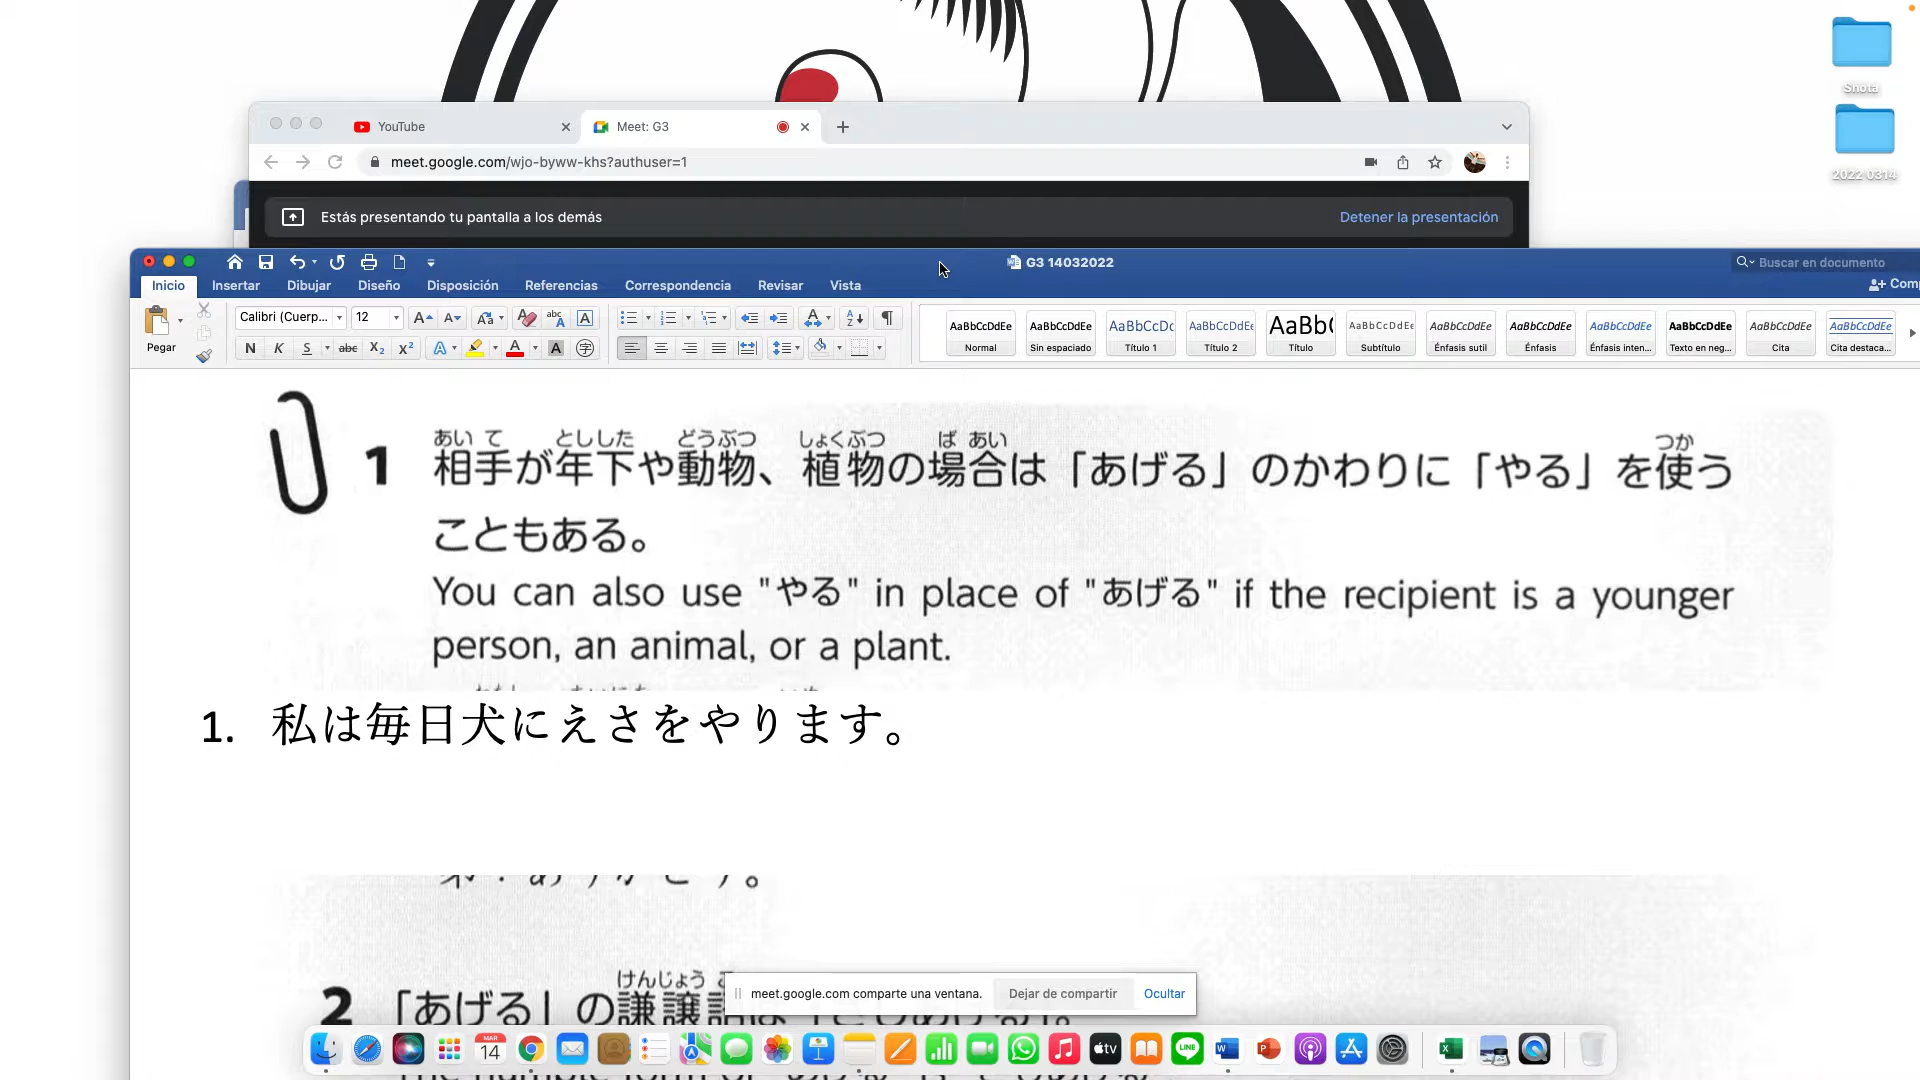 Shota
2022 0314
YouTube
Meet: G3
meet.google.com/wjo-byww-khs?authuser=1
Estás presentando tu pantalla a los demás
Detener la presentación
G3 14032022
Buscar en documento
Inicio Insertar Dibujar Diseño Disposición Referencias Correspondencia Revisar Vista
Pegar
Calibri (Cuerp... 12
N K S abc X₂ X²
AaBbCcDdEe AaBbCcDdEe AaBbCcDc AaBbCcDdEe AaBb( AaBbCcDdEe AaBbCcDdEe AaBbCcDdEe AaBbCcDdEe AaBbCcDdEe AaBbCcDdEe AaBbCcDdEe
Normal Sin espaciado Título 1 Título 2 Título Subtítulo Énfasis sutil Énfasis Énfasis inten... Texto en neg... Cita Cita destaca...
あいて としした どうぶつ しょくぶつ ばあい つか
1 相手が年下や動物、植物の場合は「あげる」のかわりに「やる」を使う
こともある。
You can also use "やる" in place of "あげる" if the recipient is a younger
person, an animal, or a plant.
1. 私は毎日犬にえさをやります。
けんじょう
2 「あげる」の謙譲
meet.google.com comparte una ventana.
Dejar de compartir
Ocultar
MAR
14
tv
LINE